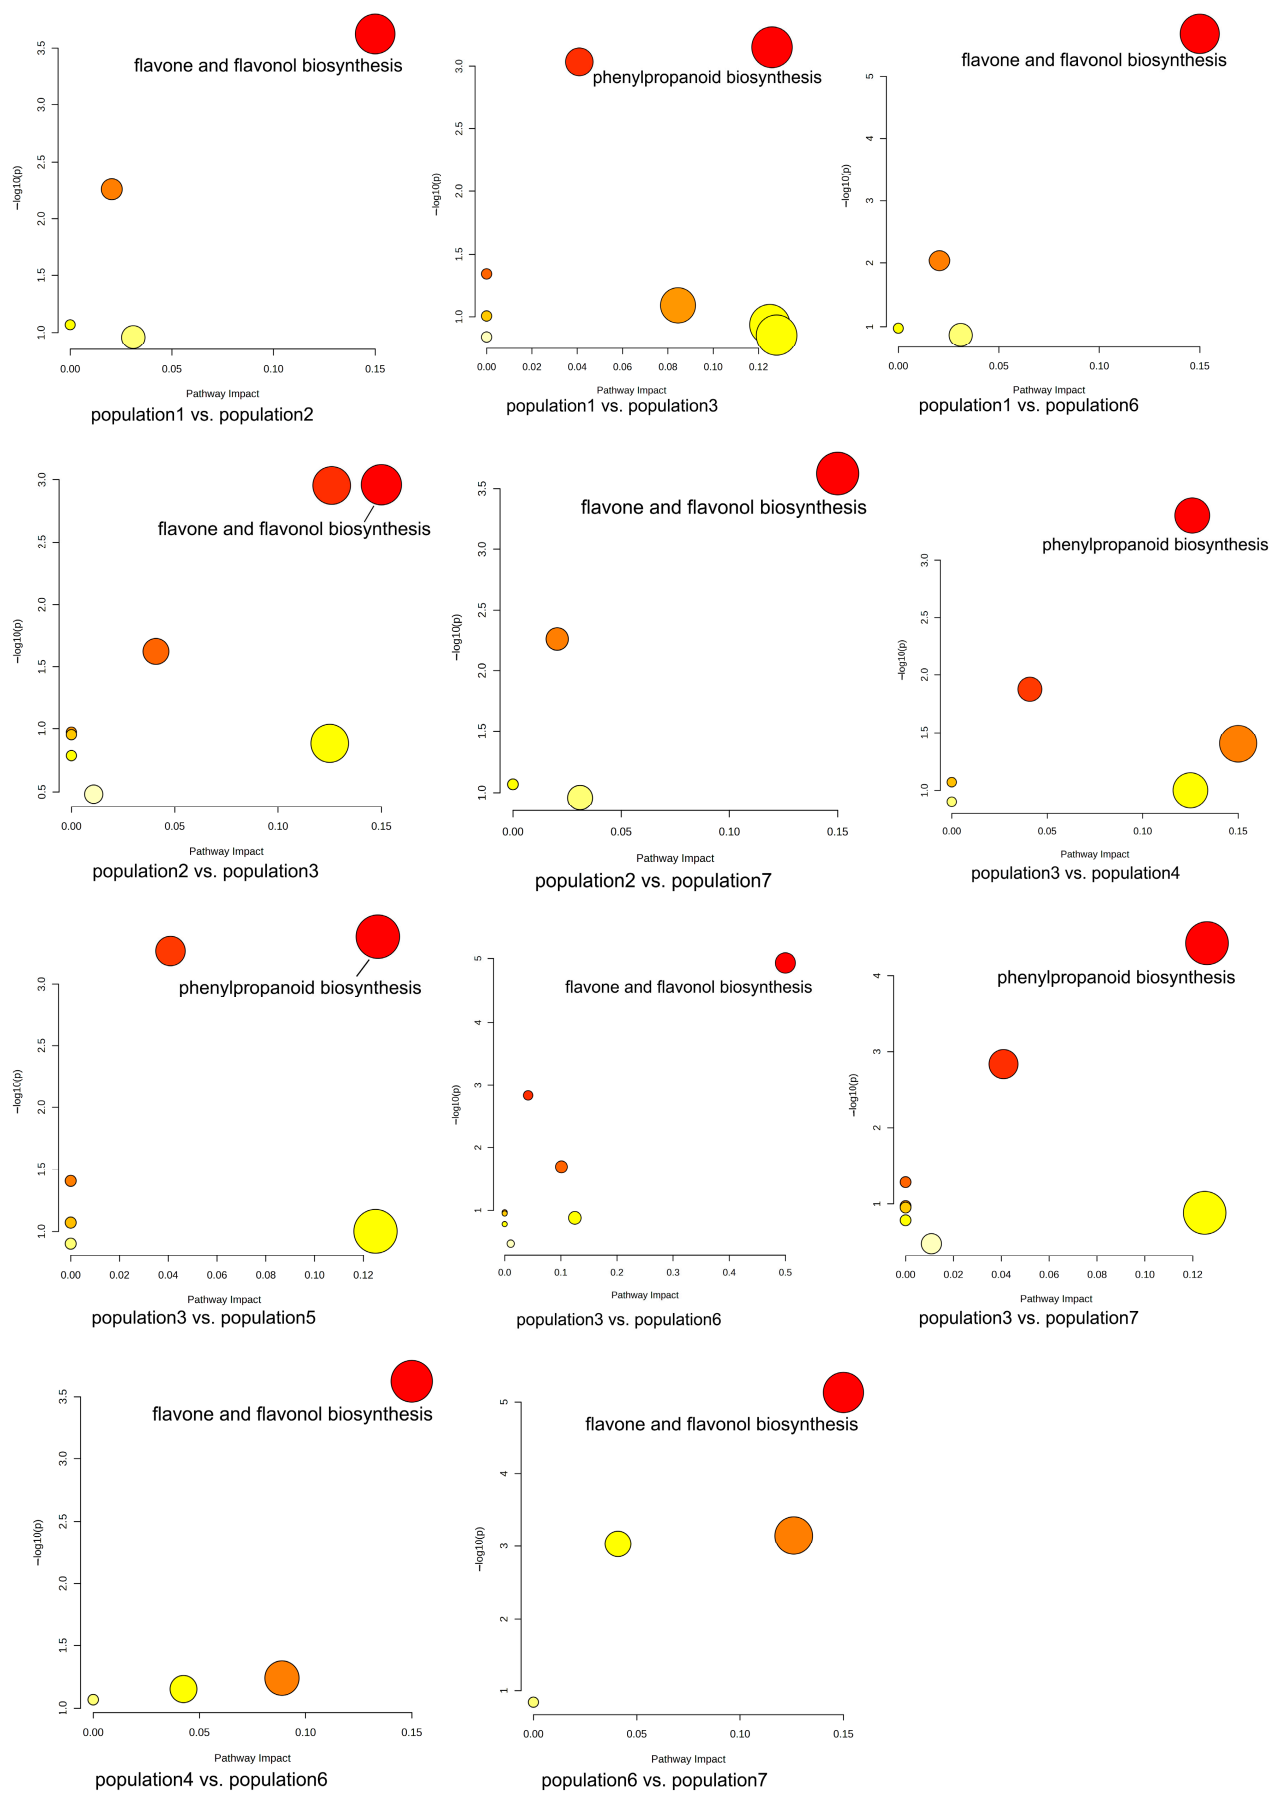 flavone and flavonol biosynthesis
−log10(p)
3.5
3.0
2.5
2.0
1.5
1.0
0.00
0.05
0.10
0.15
Pathway Impact
population1 vs. population2
phenylpropanoid biosynthesis
−log10(p)
3.0
2.5
2.0
1.5
1.0
0.00
0.02
0.04
0.06
0.08
0.10
0.12
Pathway Impact
population1 vs. population3
flavone and flavonol biosynthesis
−log10(p)
5
4
3
2
1
0.00
0.05
0.10
0.15
Pathway Impact
population1 vs. population6
flavone and flavonol biosynthesis
−log10(p)
3.0
2.5
2.0
1.5
1.0
0.5
0.00
0.05
0.10
0.15
Pathway Impact
population2 vs. population3
flavone and flavonol biosynthesis
−log10(p)
3.5
3.0
2.5
2.0
1.5
1.0
0.00
0.05
0.10
0.15
Pathway Impact
population2 vs. population7
phenylpropanoid biosynthesis
−log10(p)
3.0
2.5
2.0
1.5
1.0
0.00
0.05
0.10
0.15
Pathway Impact
population3 vs. population4
phenylpropanoid biosynthesis
−log10(p)
3.0
2.5
2.0
1.5
1.0
0.00
0.02
0.04
0.06
0.08
0.10
0.12
Pathway Impact
population3 vs. population5
flavone and flavonol biosynthesis
−log10(p)
5
4
3
2
1
0.0
0.1
0.2
0.3
0.4
0.5
Pathway Impact
population3 vs. population6
phenylpropanoid biosynthesis
−log10(p)
4
3
2
1
0.00
0.02
0.04
0.06
0.08
0.10
0.12
Pathway Impact
population3 vs. population7
flavone and flavonol biosynthesis
−log10(p)
3.5
3.0
2.5
2.0
1.5
1.0
0.00
0.05
0.10
0.15
Pathway Impact
population4 vs. population6
flavone and flavonol biosynthesis
−log10(p)
5
4
3
2
1
0.00
0.05
0.10
0.15
Pathway Impact
population6 vs. population7